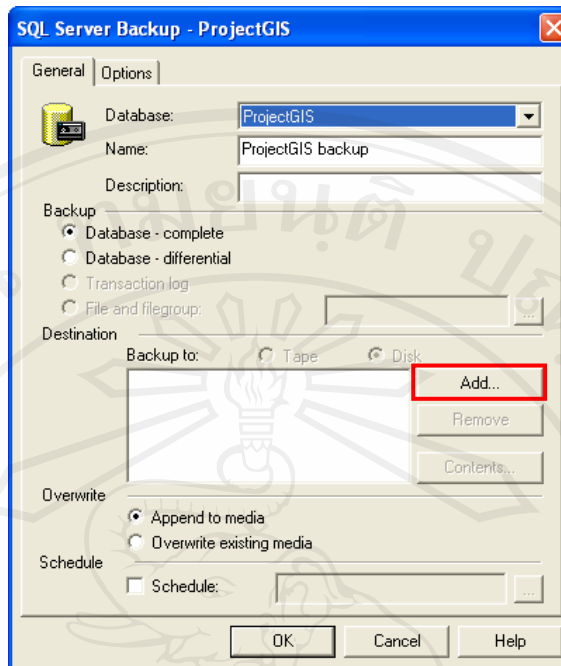 SQL Server Backup - ProjectGIS
General
Options
Database:
ProjectGIS
Name:
ProjectGIS backup
Description:
Backup
Database - complete
Database - differential
Transaction log
File and filegroup:
...
Destination
Backup to:
Tape
Disk
Add...
Remove
Contents...
Overwrite
Append to media
Overwrite existing media
Schedule
Schedule:
...
OK
Cancel
Help